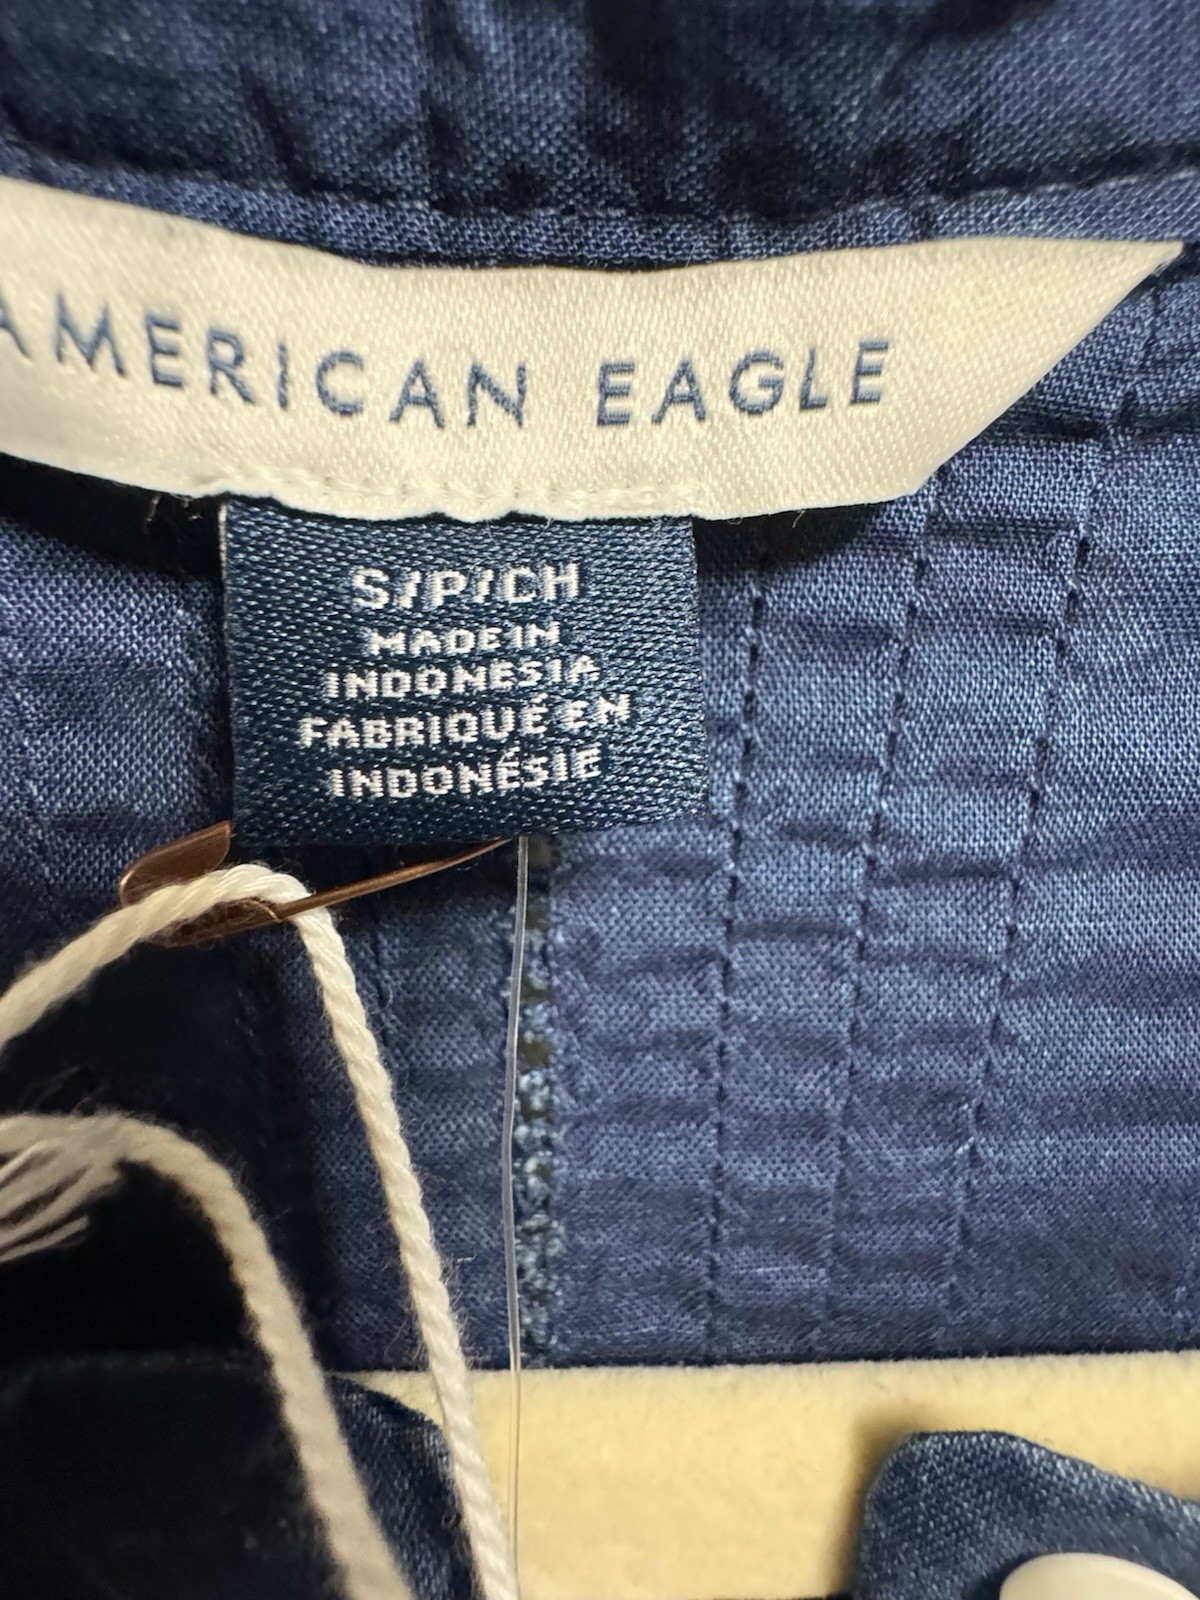 AMERICAN EAGLE
S/P/CH
MADE IN
INDONESIA
FABRIQUÉ EN
INDONÉSIE